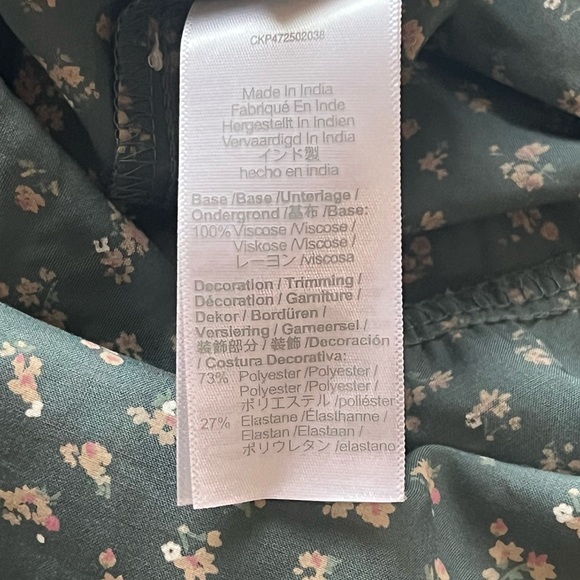 CKP472502038
Made In India
Fabriqué En Inde
Hergestellt In Indien
Vervaardigd In India
インド製
hecho en india
Base /Base /Unterlage /
Ondergrond /基布 /Base:
100% Viscose /Viscose /
Viskose /Viscose /
レーヨン /viscosa
Decoration / Trimming /
Décoration / Garniture /
Dekor / Bordüren /
Versiering / Garneersel /
装飾部分 / 装飾 /Decoración
/ Costura Decorativa:
73% Polyester /Polyester /
Polyester /Polyester /
ポリエステル /poliéster
27% Elastane /Élasthanne /
Elastan /Elastaan /
ポリウレタン /elastano